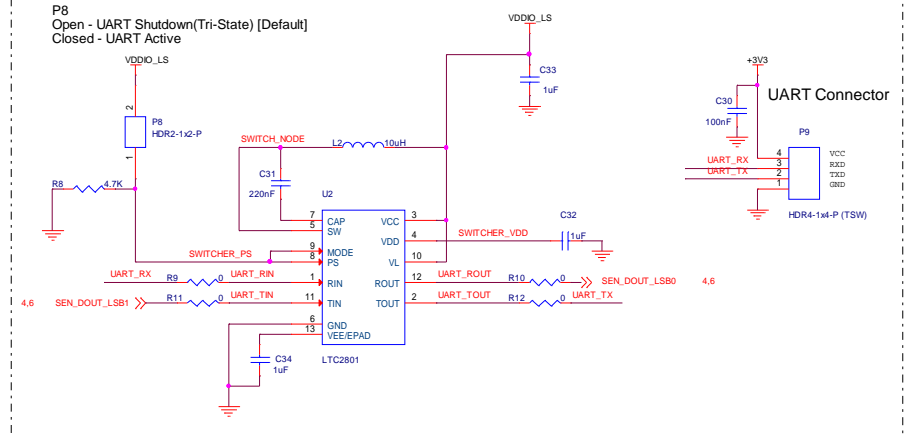 P8
Open - UART Shutdown(Tri-State) [Default]
Closed - UART Active
VDDIO_LS
VDDIO_LS
+3V3
C33
1uF
UART Connector
C30
100nF
2
P8
HDR2-1x2-P
1
P9
SWITCH_NODE
L2
10uH
UART_RX
UART_TX
4
3
2
1
VCC
RXD
TXD
GND
HDR4-1x4-P (TSW)
R8
4.7K
C31
220nF
U2
7
5
CAP
SW
VCC
VDD
3
4
SWITCHER_VDD
C32
1uF
SWITCHER_PS
9
8
MODE
PS
VL
10
UART_RX
R9
0
UART_RIN
1
RIN
ROUT
12
UART_ROUT
R10
0
SEN_DOUT_LSB0
4,6
4,6
SEN_DOUT_LSB1
R11
0
UART_TIN
11
TIN
TOUT
2
UART_TOUT
R12
0
UART_TX
6
13
GND
VEE/EPAD
C34
1uF
LTC2801